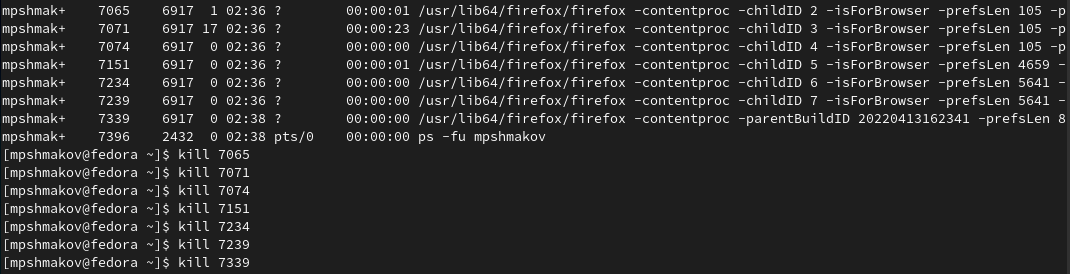 mpshmak+    7065    6917  1 02:36 ?        00:00:01 /usr/lib64/firefox/firefox -contentproc -childID 2 -isForBrowser -prefsLen 105 -p
mpshmak+    7071    6917 17 02:36 ?        00:00:23 /usr/lib64/firefox/firefox -contentproc -childID 3 -isForBrowser -prefsLen 105 -p
mpshmak+    7074    6917  0 02:36 ?        00:00:00 /usr/lib64/firefox/firefox -contentproc -childID 4 -isForBrowser -prefsLen 105 -p
mpshmak+    7151    6917  0 02:36 ?        00:00:01 /usr/lib64/firefox/firefox -contentproc -childID 5 -isForBrowser -prefsLen 4659 -
mpshmak+    7234    6917  0 02:36 ?        00:00:00 /usr/lib64/firefox/firefox -contentproc -childID 6 -isForBrowser -prefsLen 5641 -
mpshmak+    7239    6917  0 02:36 ?        00:00:00 /usr/lib64/firefox/firefox -contentproc -childID 7 -isForBrowser -prefsLen 5641 -
mpshmak+    7339    6917  0 02:38 ?        00:00:00 /usr/lib64/firefox/firefox -contentproc -parentBuildID 20220413162341 -prefsLen 8
mpshmak+    7396    2432  0 02:38 pts/0    00:00:00 ps -fu mpshmakov
[mpshmakov@fedora ~]$ kill 7065
[mpshmakov@fedora ~]$ kill 7071
[mpshmakov@fedora ~]$ kill 7074
[mpshmakov@fedora ~]$ kill 7151
[mpshmakov@fedora ~]$ kill 7234
[mpshmakov@fedora ~]$ kill 7239
[mpshmakov@fedora ~]$ kill 7339